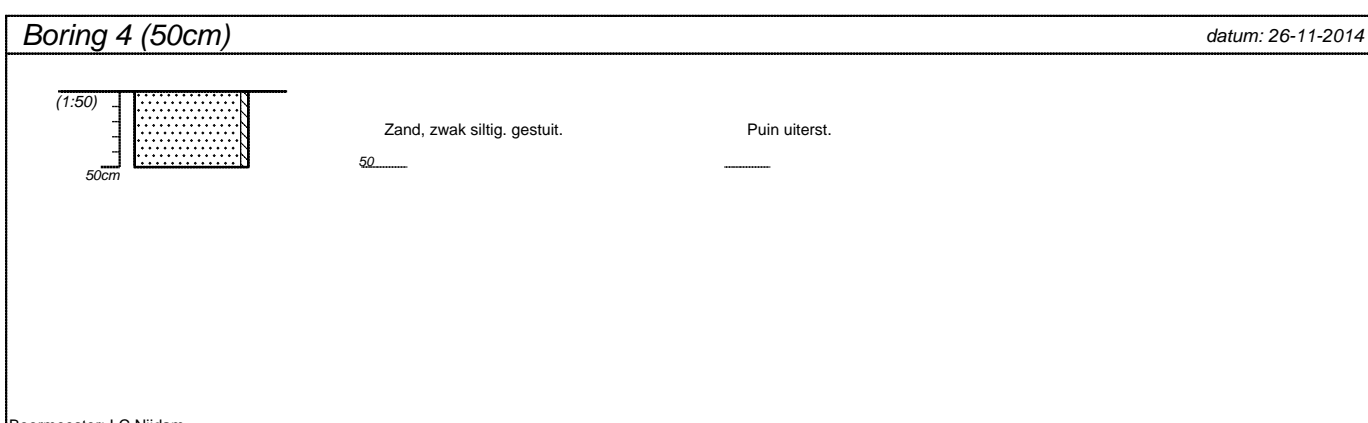 Boring 4 (50cm)
datum: 26-11-2014
(1:50)
Zand, zwak siltig. gestuit.
Puin uiterst.
50
50cm